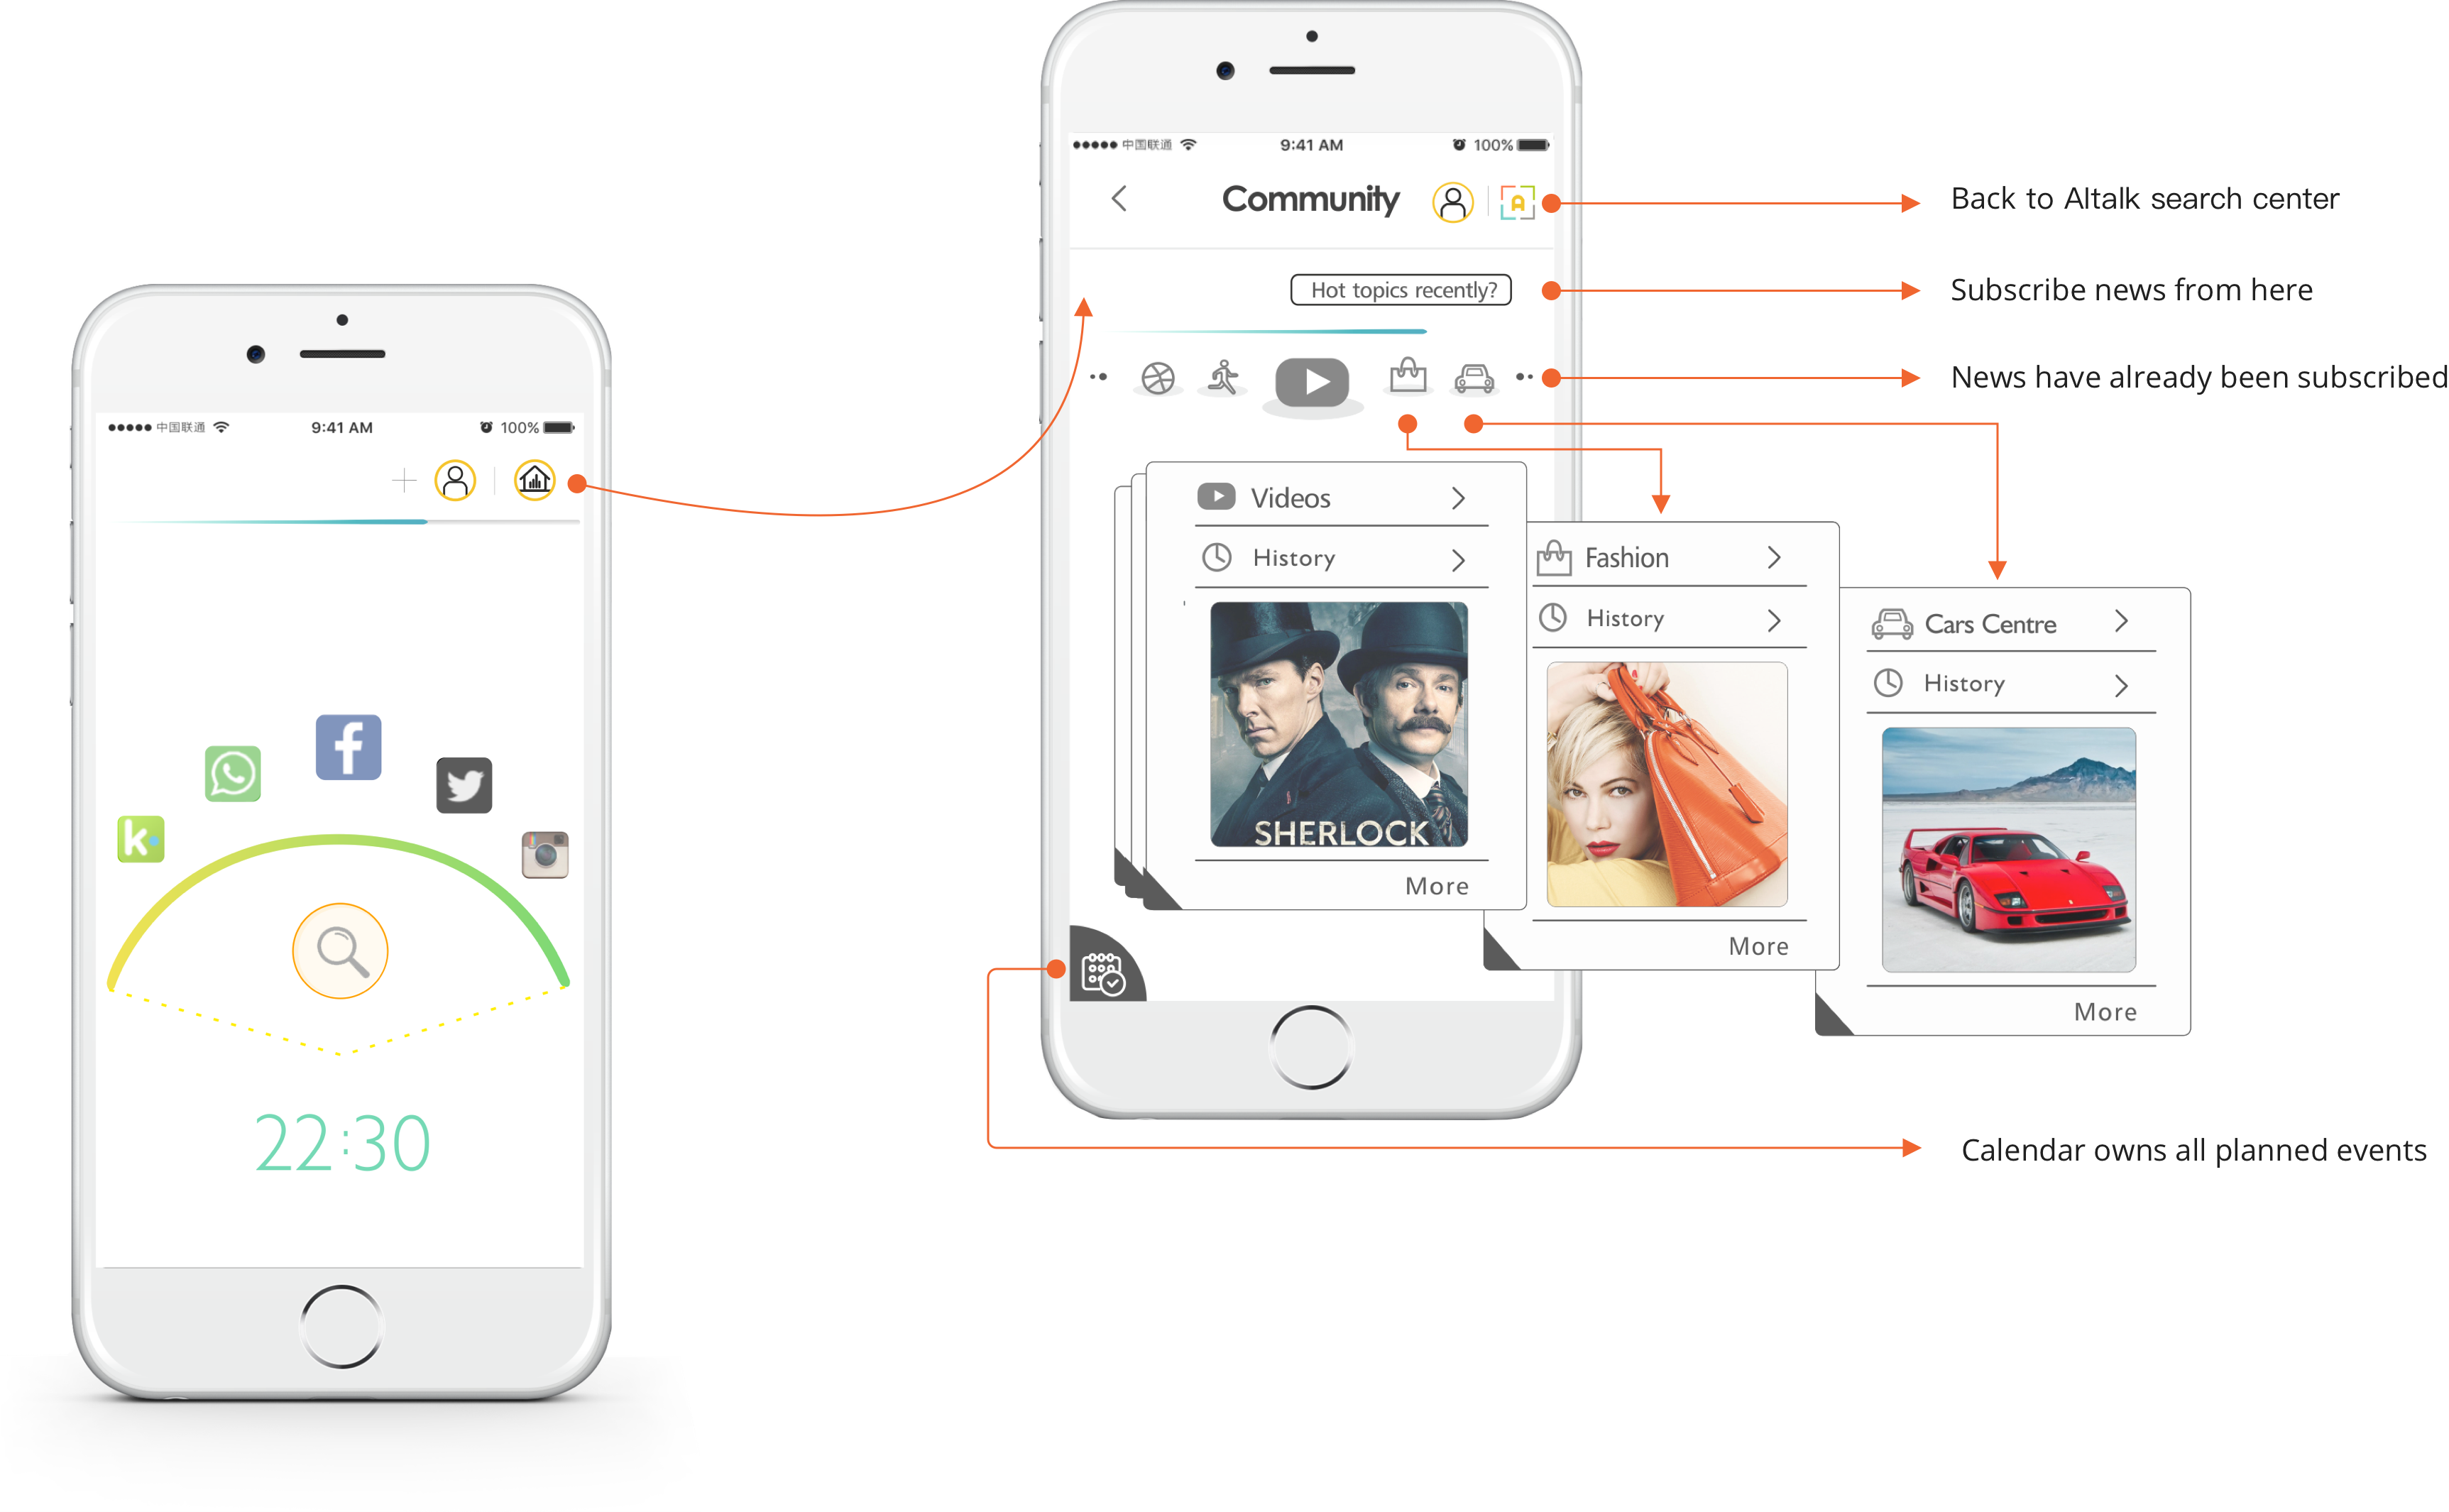 中国联通
9:41 AM
100%
k
f
22:30
中国联通
9:41 AM
100%
Community
A
Back to AItalk search center
Hot topics recently?
Subscribe news from here
News have already been subscribed
Videos
History
SHERLOCK
More
Fashion
History
More
Cars Centre
History
More
Calendar owns all planned events